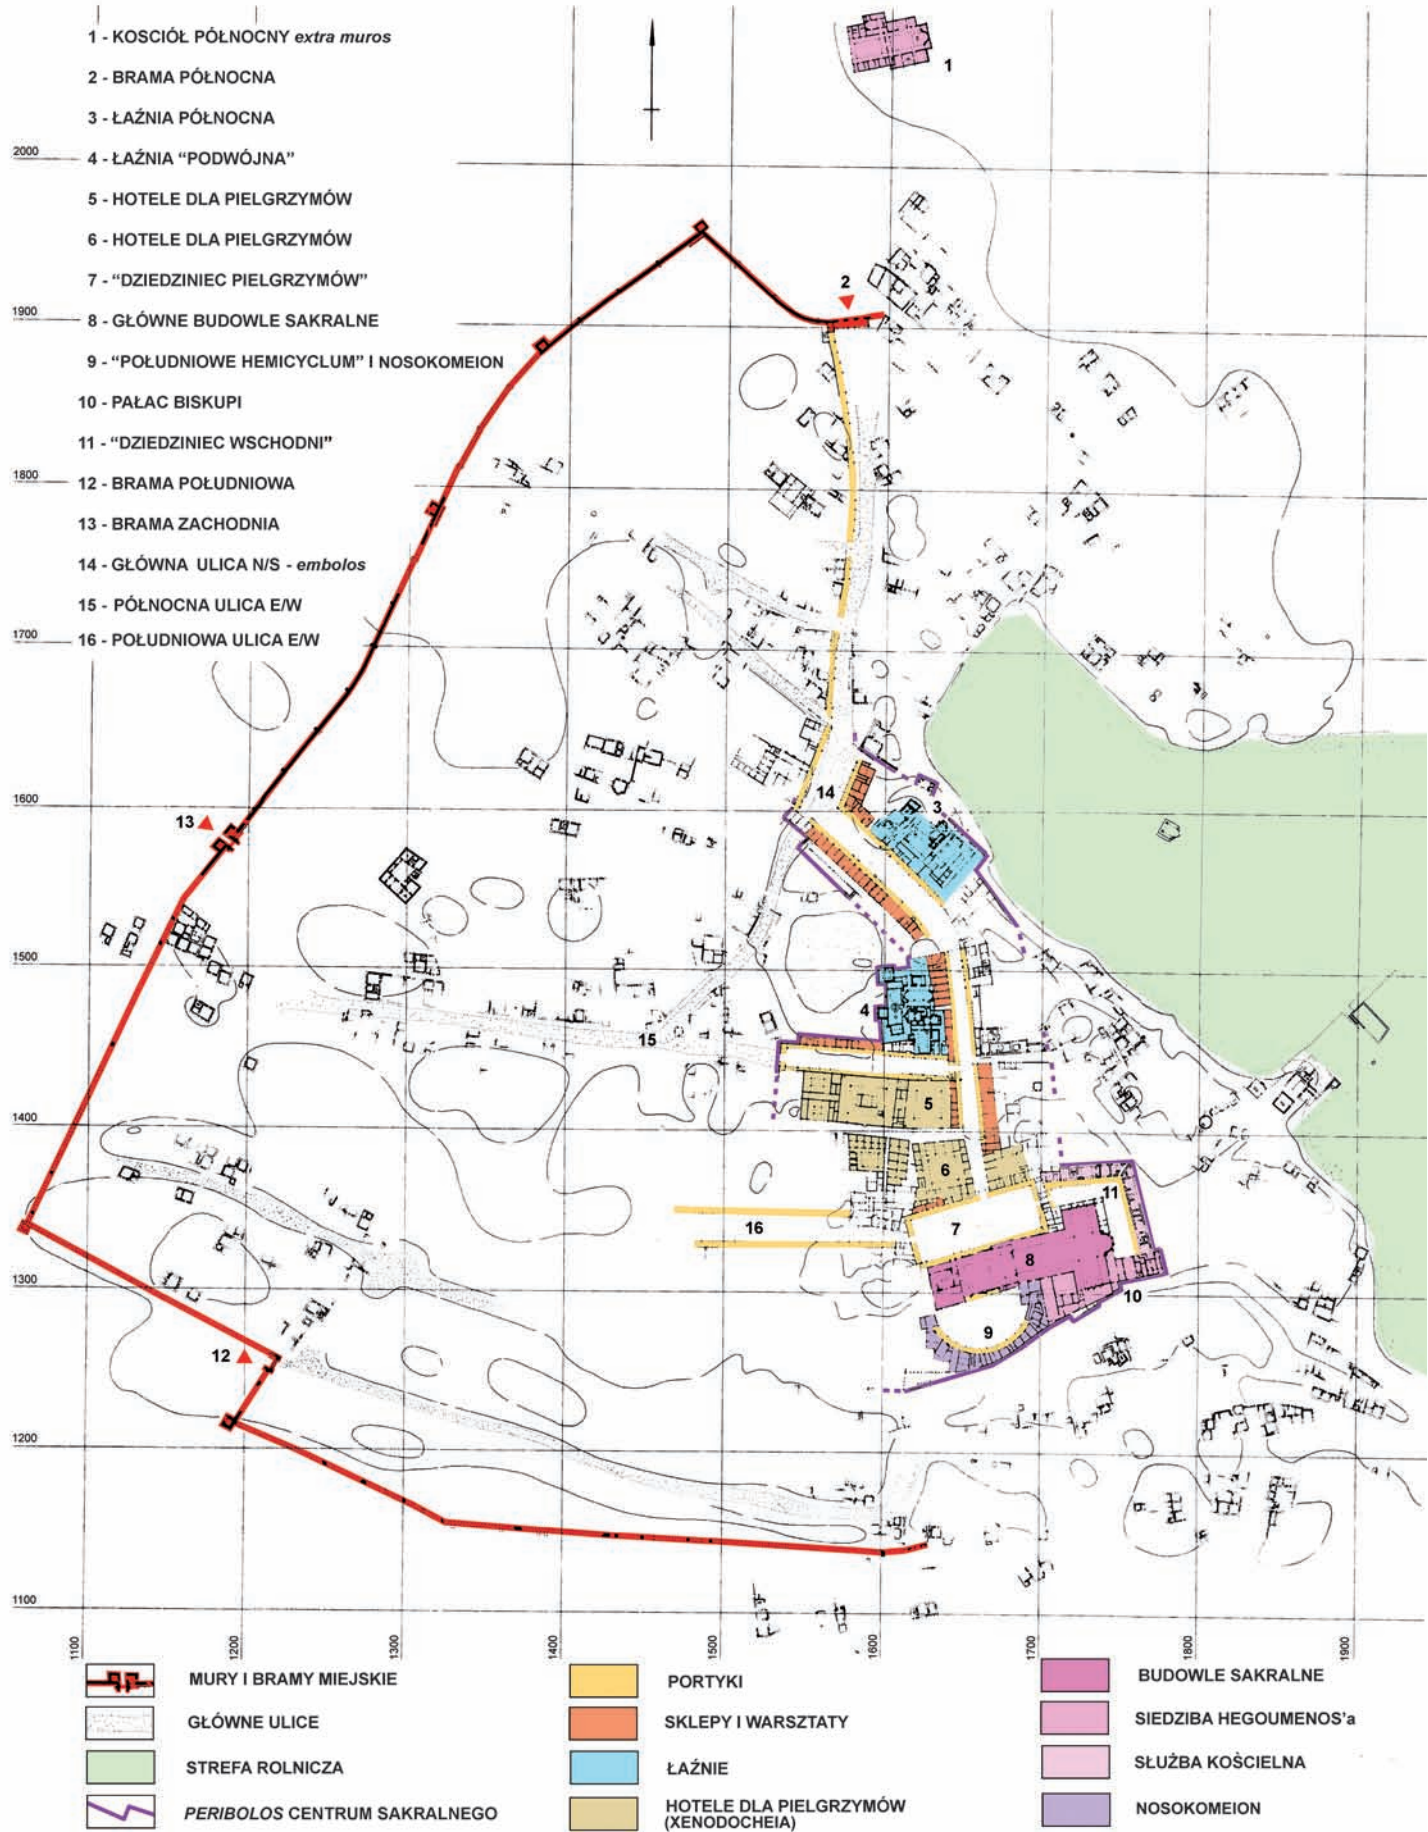 1 - KOSCIÓŁ PÓŁNOCNY extra muros
2 - BRAMA PÓŁNOCNA
3 - ŁAŹNIA PÓŁNOCNA
4 - ŁAŹNIA “PODWÓJNA”
5 - HOTELE DLA PIELGRZYMÓW
6 - HOTELE DLA PIELGRZYMÓW
7 - “DZIEDZINIEC PIELGRZYMÓW”
8 - GŁÓWNE BUDOWLE SAKRALNE
9 - “POŁUDNIOWE HEMICYCLUM” I NOSOKOMEION
10 - PAŁAC BISKUPI
11 - “DZIEDZINIEC WSCHODNI”
12 - BRAMA POŁUDNIOWA
13 - BRAMA ZACHODNIA
14 - GŁÓWNA ULICA N/S - embolos
15 - PÓŁNOCNA ULICA E/W
16 - POŁUDNIOWA ULICA E/W
2000
1900
1800
1700
1600
1500
1400
1300
1200
1100
1
2
3
14
13
4
15
5
6
11
16
7
8
10
9
12
1100
1200
1300
1400
1500
1600
1700
1800
1900
MURY I BRAMY MIEJSKIE
GŁÓWNE ULICE
STREFA ROLNICZA
PERIBOLOS CENTRUM SAKRALNEGO
PORTYKI
SKLEPY I WARSZTATY
ŁAŹNIE
HOTELE DLA PIELGRZYMÓW
(XENODOCHEIA)
BUDOWLE SAKRALNE
SIEDZIBA HEGOUMENOS’a
SŁUŻBA KOŚCIELNA
NOSOKOMEION